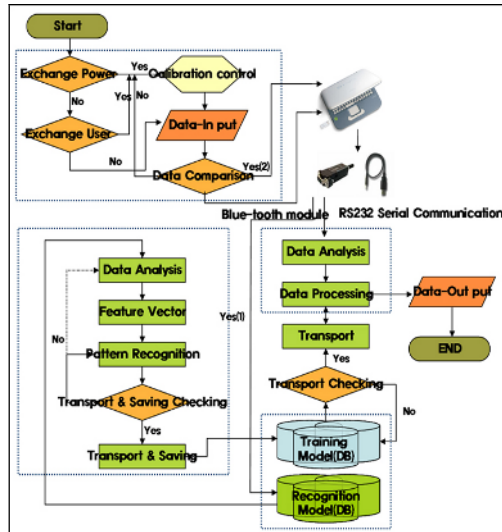 Start
Exchange Power
Yes
Calibration control
No
Yes
No
Exchange User
Data-In put
No
Data Comparison
Yes(2)
Blue-tooth module
RS232 Serial Communication
Data Analysis
Data Analysis
Data Processing
Data-Out put
Feature Vector
Yes(1)
No
Transport
END
Pattern Recognition
Yes
Transport Checking
Transport & Saving Checking
No
Yes
Transport & Saving
Training
Model(DB)
Recognition
Model(DB)